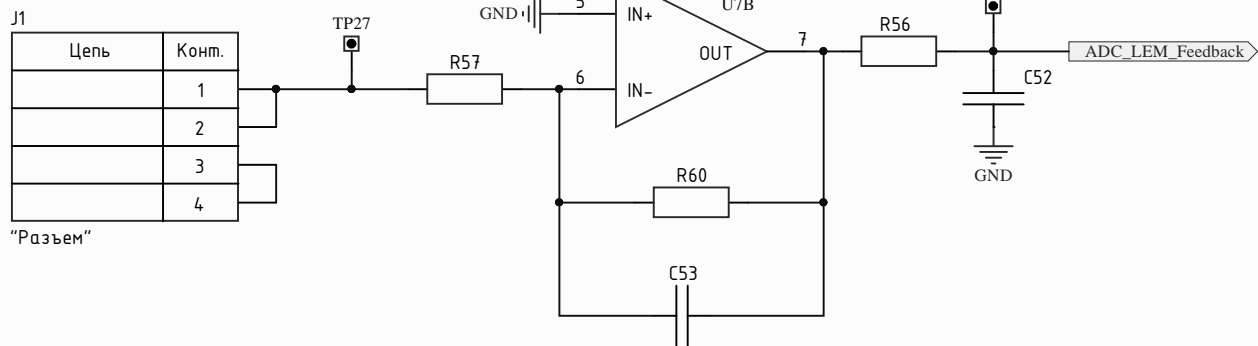 J1
Цепь Конт.
1
2
3
4
"Разъем"
TP27
R57
GND
5
IN+
U7B
6
IN-
OUT
7
R56
ADC_LEM_Feedback
C52
GND
R60
C53